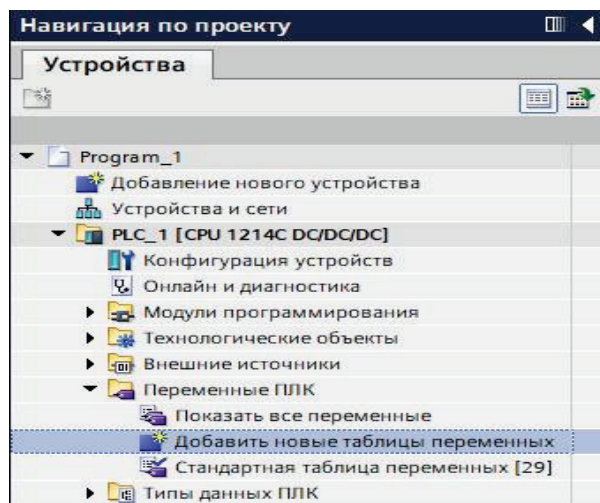 Навигация по проекту
Устройства
Program_1
Добавление нового устройства
Устройства и сети
PLC_1 [CPU 1214C DC/DC/DC]
Конфигурация устройств
Онлайн и диагностика
Модули программирования
Технологические объекты
Внешние источники
Переменные ПЛК
Показать все переменные
Добавить новые таблицы переменных
Стандартная таблица переменных [29]
Типы данных ПЛК